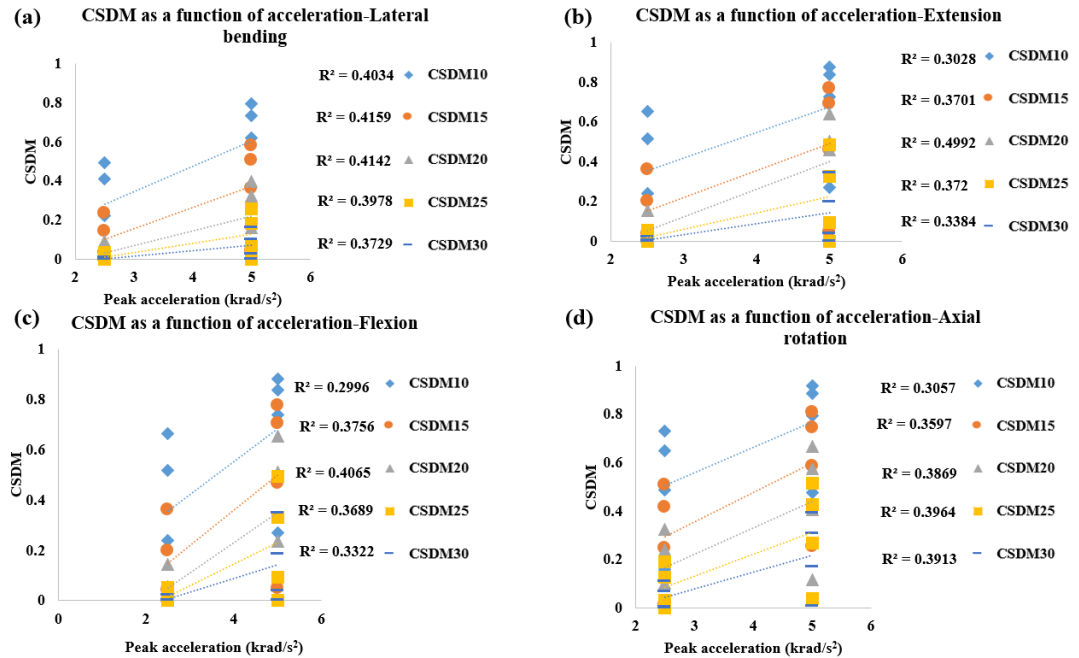 (a)
CSDM as a function of acceleration-Lateral
bending
1
0.8
0.6
0.4
0.2
0
CSDM
2
3
4
5
6
Peak acceleration (krad/s²)
R² = 0.4034
CSDM10
R² = 0.4159
CSDM15
R² = 0.4142
CSDM20
R² = 0.3978
CSDM25
R² = 0.3729
CSDM30
(b)
CSDM as a function of acceleration-Extension
1
0.8
0.6
0.4
0.2
0
CSDM
2
3
4
5
6
Peak acceleration (krad/s²)
R² = 0.3028
CSDM10
R² = 0.3701
CSDM15
R² = 0.4992
CSDM20
R² = 0.372
CSDM25
R² = 0.3384
CSDM30
(c)
CSDM as a function of acceleration-Flexion
1
0.8
0.6
0.4
0.2
0
CSDM
0
2
4
6
Peak acceleration (krad/s²)
R² = 0.2996
CSDM10
R² = 0.3756
CSDM15
R² = 0.4065
CSDM20
R² = 0.3689
CSDM25
R² = 0.3322
CSDM30
(d)
CSDM as a function of acceleration-Axial
rotation
1
0.8
0.6
0.4
0.2
0
CSDM
2
3
4
5
6
Peak acceleration (krad/s²)
R² = 0.3057
CSDM10
R² = 0.3597
CSDM15
R² = 0.3869
CSDM20
R² = 0.3964
CSDM25
R² = 0.3913
CSDM30